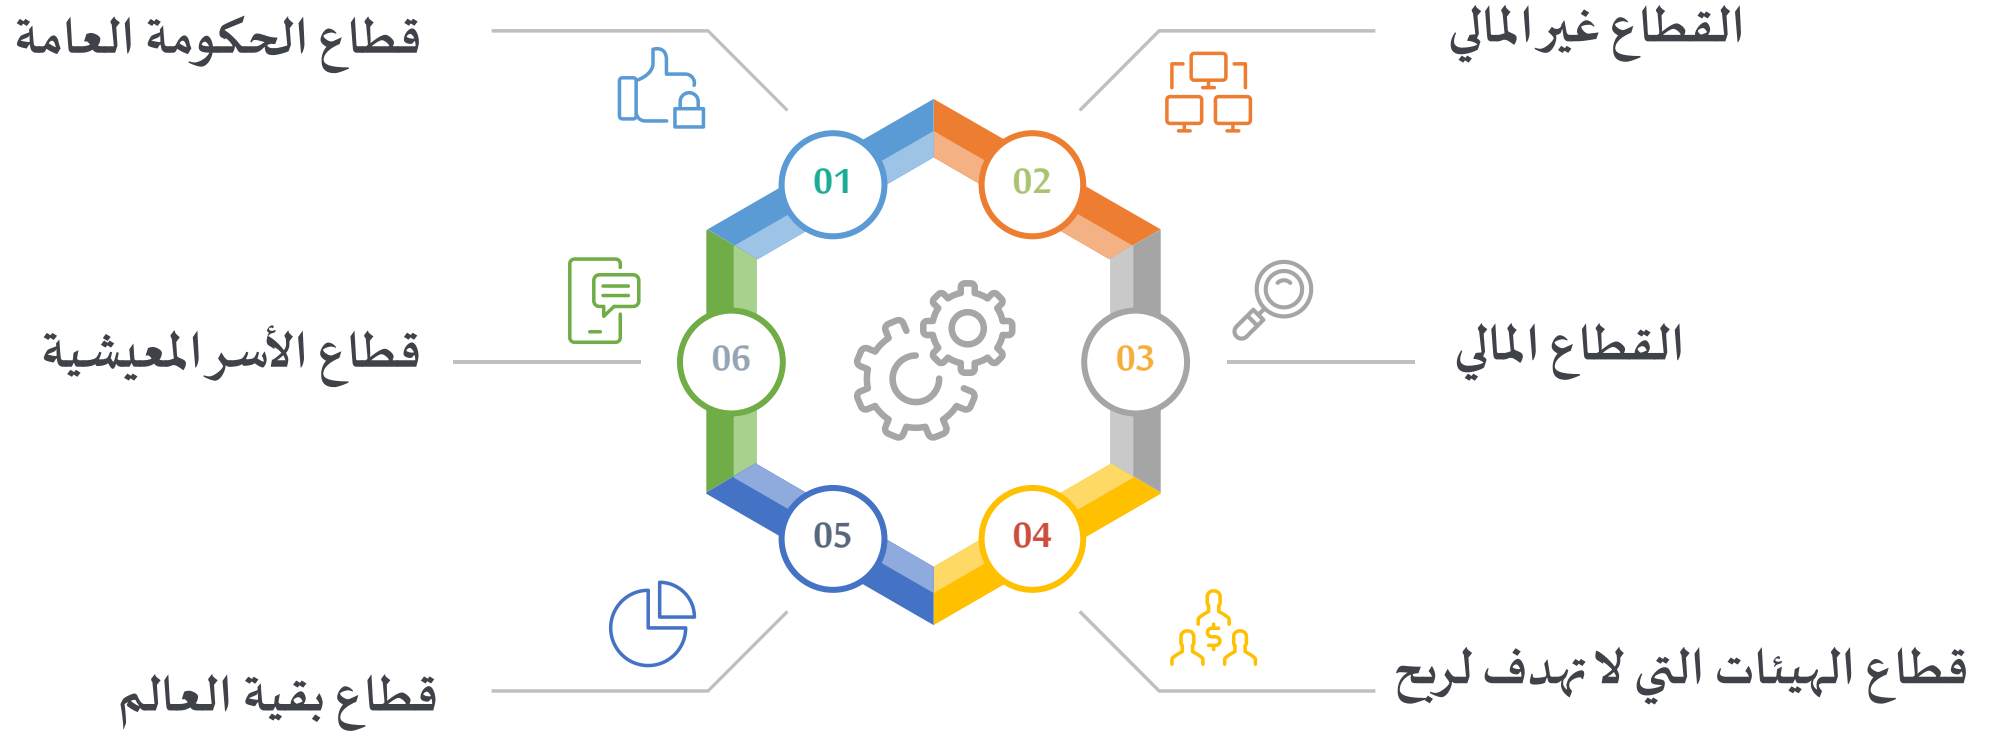 قطاع الحكومة العامة
01
القطاع غير المالي
02
القطاع المالي
03
قطاع الهيئات التي لا تهدف لربح
04
قطاع بقية العالم
05
قطاع الأسر المعيشية
06
$